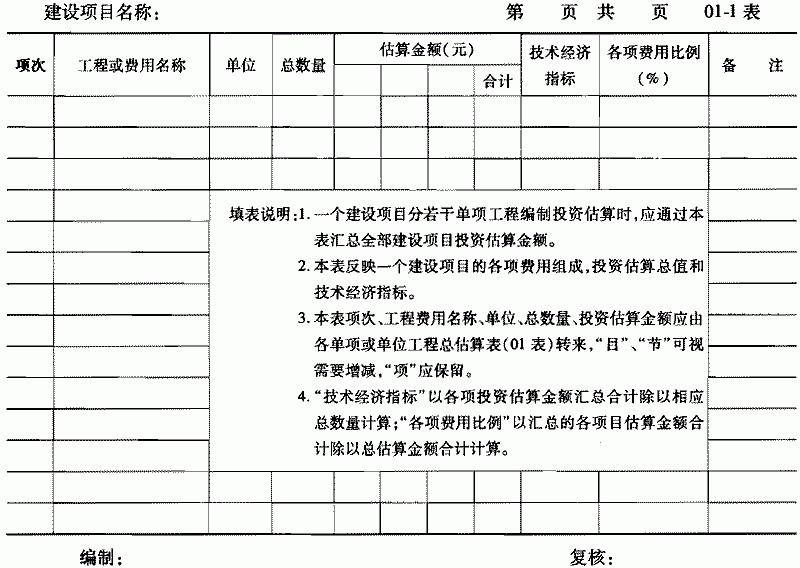 建设项目名称： 第 页 共 页 01-1 表
项次 工程或费用名称 单位 总数量 估算金额(元) 技术经济 各项费用比例 备 注
合计 指标 (%)
填表说明:1. 一个建设项目分若干单项工程编制投资估算时,应通过本
表汇总全部建设项目投资估算金额。
2. 本表反映一个建设项目的各项费用组成,投资估算总值和
技术经济指标。
3. 本表项次、工程费用名称、单位、总数量、投资估算金额应由
各单项或单位工程总估算表(01 表)转来,“目”、“节”可视
需要增减,“项”应保留。
4. “技术经济指标”以各项投资估算金额汇总合计除以相应
总数量计算;“各项费用比例”以汇总的各项目估算金额合
计除以总估算金额合计计算。
编制： 复核：